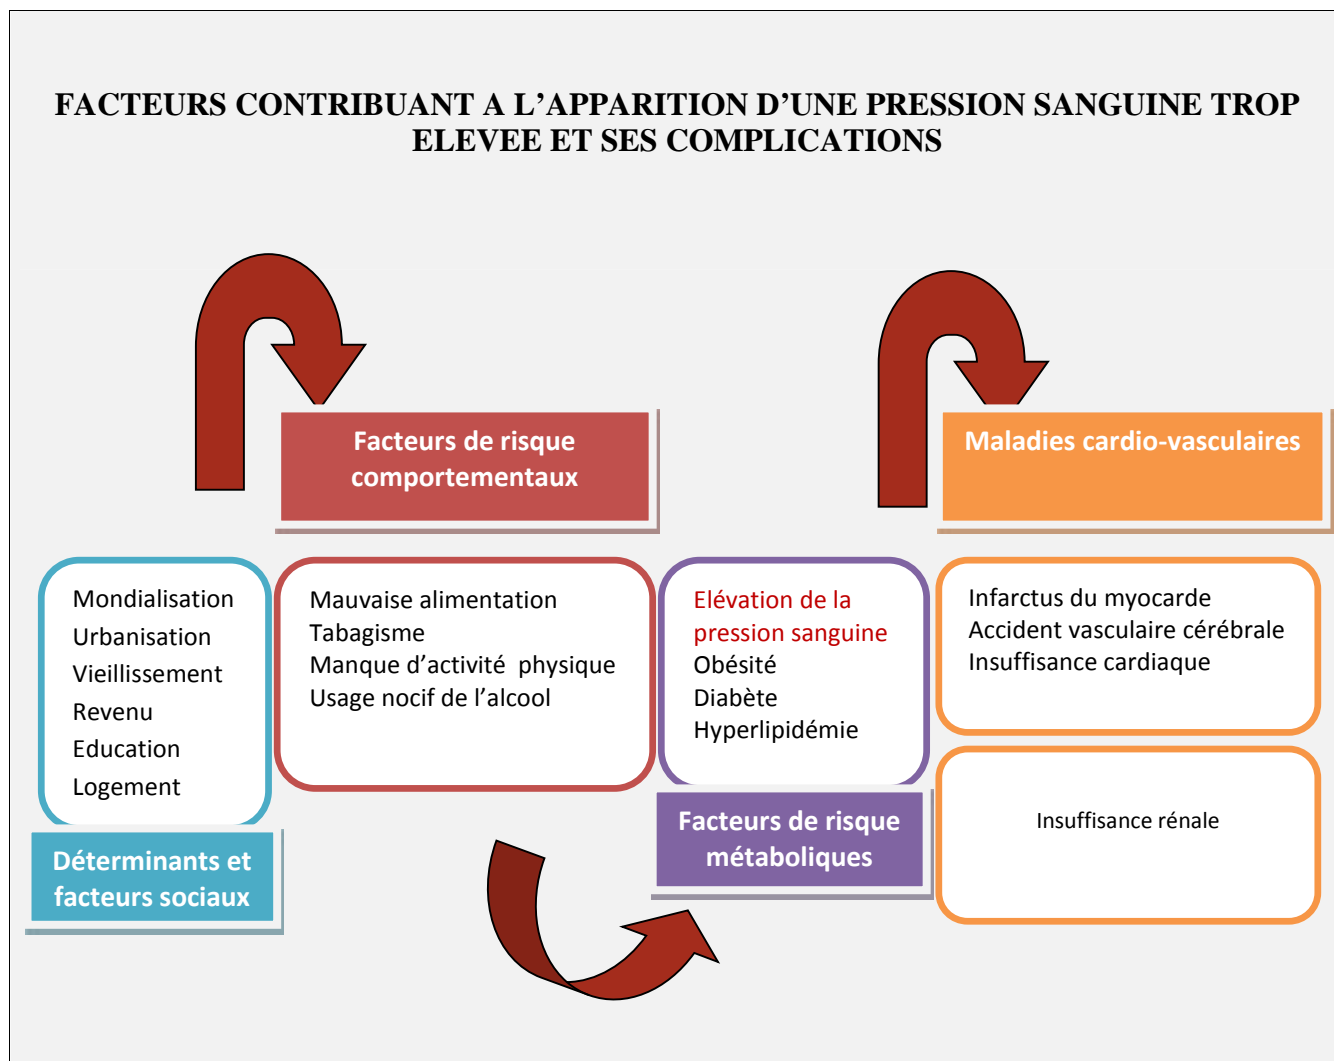 FACTEURS CONTRIBUANT A L’APPARITION D’UNE PRESSION SANGUINE TROP
ELEVEE ET SES COMPLICATIONS
Déterminants et
facteurs sociaux
Mondialisation
Urbanisation
Vieillissement
Revenu
Education
Logement
Facteurs de risque
comportementaux
Mauvaise alimentation
Tabagisme
Manque d’activité physique
Usage nocif de l’alcool
Facteurs de risque
métaboliques
Elévation de la
pression sanguine
Obésité
Diabète
Hyperlipidémie
Maladies cardio-vasculaires
Infarctus du myocarde
Accident vasculaire cérébrale
Insuffisance cardiaque
Insuffisance rénale